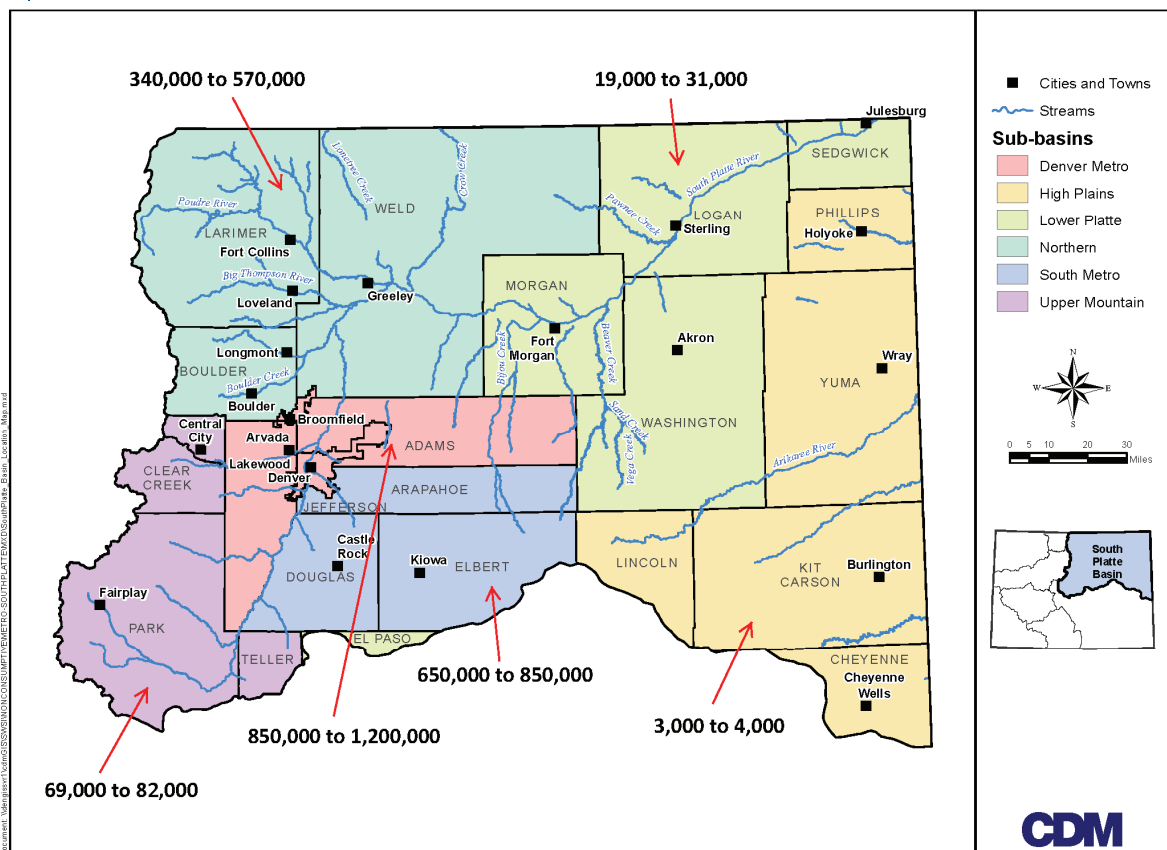 340,000 to 570,000
19,000 to 31,000
Julesburg
SEDGWICK
Lonetree Creek
Crow Creek
South Platte River
PHILLIPS
Holyoke
Poudre River
WELD
Pawnee Creek
LOGAN
Sterling
LARIMER
Fort Collins
Big Thompson River
Loveland
Greeley
MORGAN
Fort
Morgan
Bijou Creek
Beaver Creek
Akron
Wray
YUMA
Longmont
BOULDER
Boulder Creek
Boulder
Central
City
Broomfield
Arvada
ADAMS
Sand Creek
WASHINGTON
Vega Creek
Arikaree River
Lakewood
Denver
CLEAR
CREEK
ARAPAHOE
JEFFERSON
Castle
Rock
Kiowa
ELBERT
DOUGLAS
LINCOLN
KIT
CARSON
Burlington
Fairplay
PARK
TELLER
EL PASO
CHEYENNE
Cheyenne
Wells
650,000 to 850,000
3,000 to 4,000
850,000 to 1,200,000
69,000 to 82,000
Cities and Towns
Streams
Sub-basins
Denver Metro
High Plains
Lower Platte
Northern
South Metro
Upper Mountain
N
W
E
S
0 5 10 20 30
Miles
South
Platte
Basin
CDM